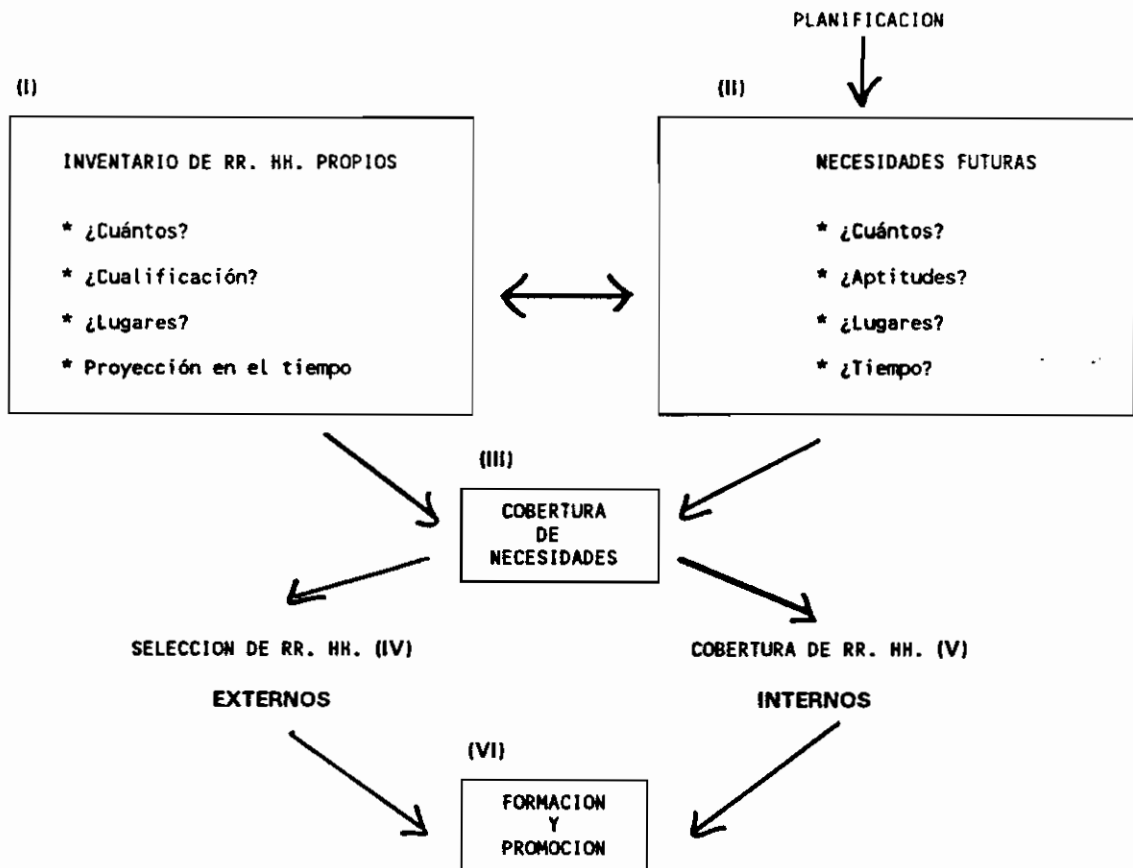 PLANIFICACION
(I)
(II)
INVENTARIO DE RR. HH. PROPIOS
* ¿Cuántos?
* ¿Cualificación?
* ¿Lugares?
* Proyección en el tiempo
NECESIDADES FUTURAS
* ¿Cuántos?
* ¿Aptitudes?
* ¿Lugares?
* ¿Tiempo?
(III)
COBERTURA
DE
NECESIDADES
SELECCION DE RR. HH. (IV)
EXTERNOS
COBERTURA DE RR. HH. (V)
INTERNOS
(VI)
FORMACION
Y
PROMOCION